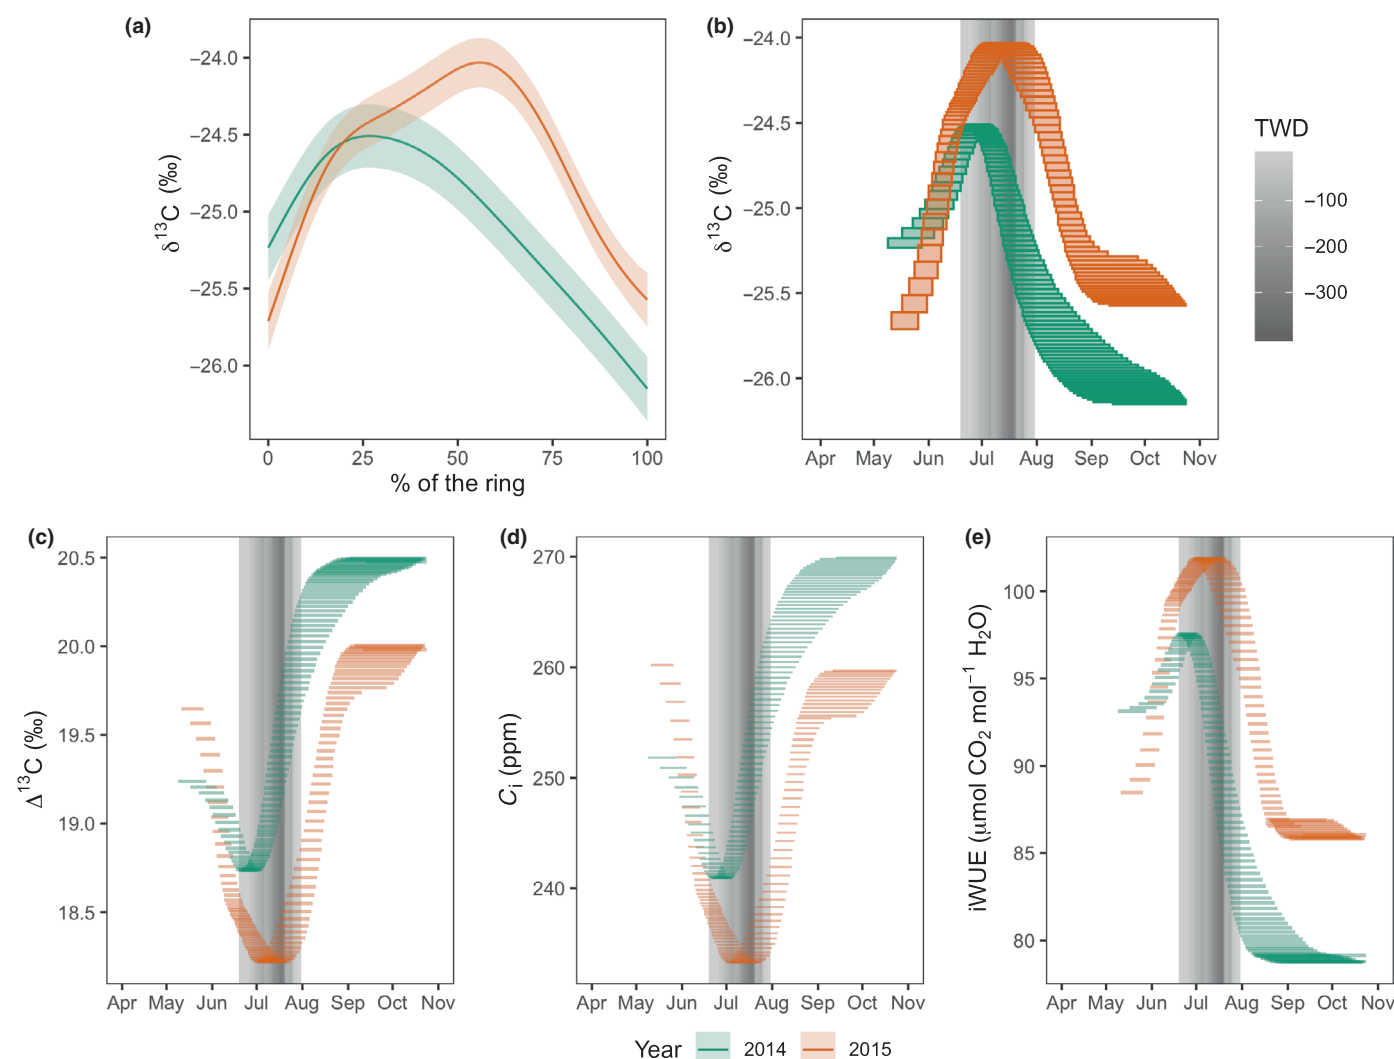 (a)
δ¹³C (‰)
−24.0
−24.5
−25.0
−25.5
−26.0
0 25 50 75 100
% of the ring
(b)
δ¹³C (‰)
−24.0
−24.5
−25.0
−25.5
−26.0
Apr May Jun Jul Aug Sep Oct Nov
TWD
−100
−200
−300
(c)
Δ¹³C (‰)
20.5
20.0
19.5
19.0
18.5
Apr May Jun Jul Aug Sep Oct Nov
(d)
Cᵢ (ppm)
270
260
250
240
Apr May Jun Jul Aug Sep Oct Nov
(e)
iWUE (μmol CO₂ mol⁻¹ H₂O)
100
95
90
85
80
Apr May Jun Jul Aug Sep Oct Nov
Year 2014 2015